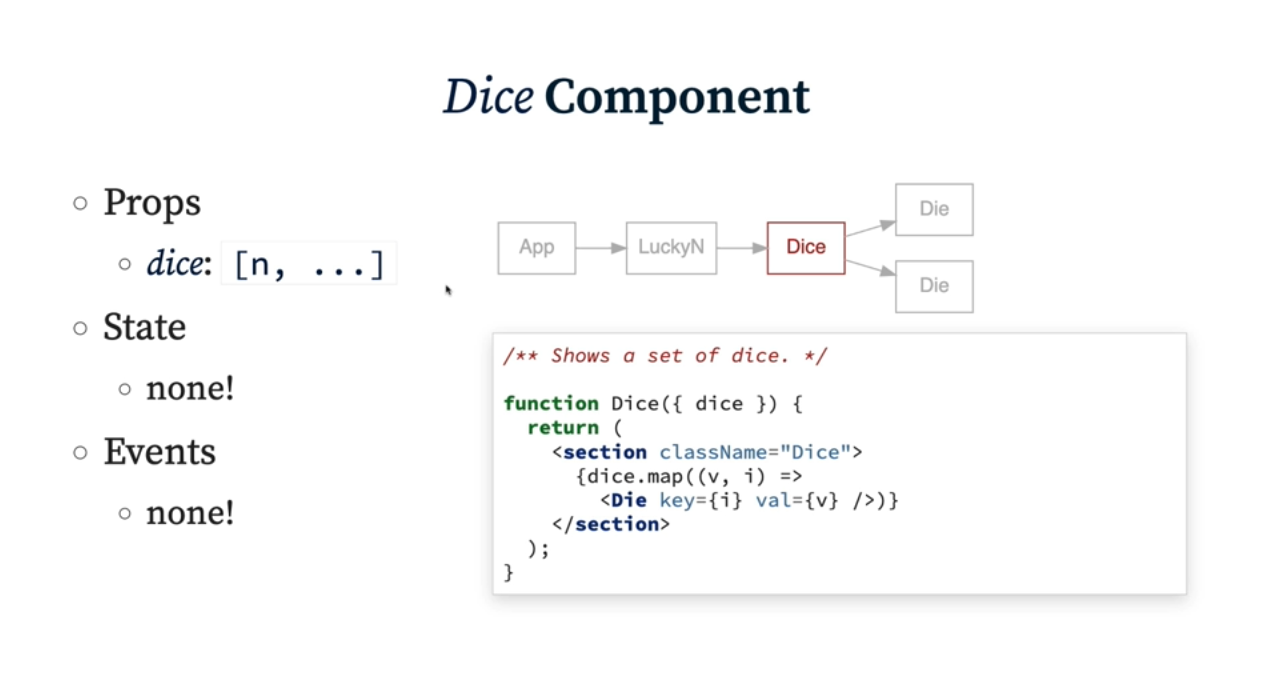 Dice Component
Props
dice: [n, ...]
State
none!
Events
none!
App
LuckyN
Dice
Die
Die
/** Shows a set of dice. */
function Dice({ dice }) {
  return (
    <section className="Dice">
      {dice.map((v, i) =>
        <Die key={i} val={v} />)}
    </section>
  );
}